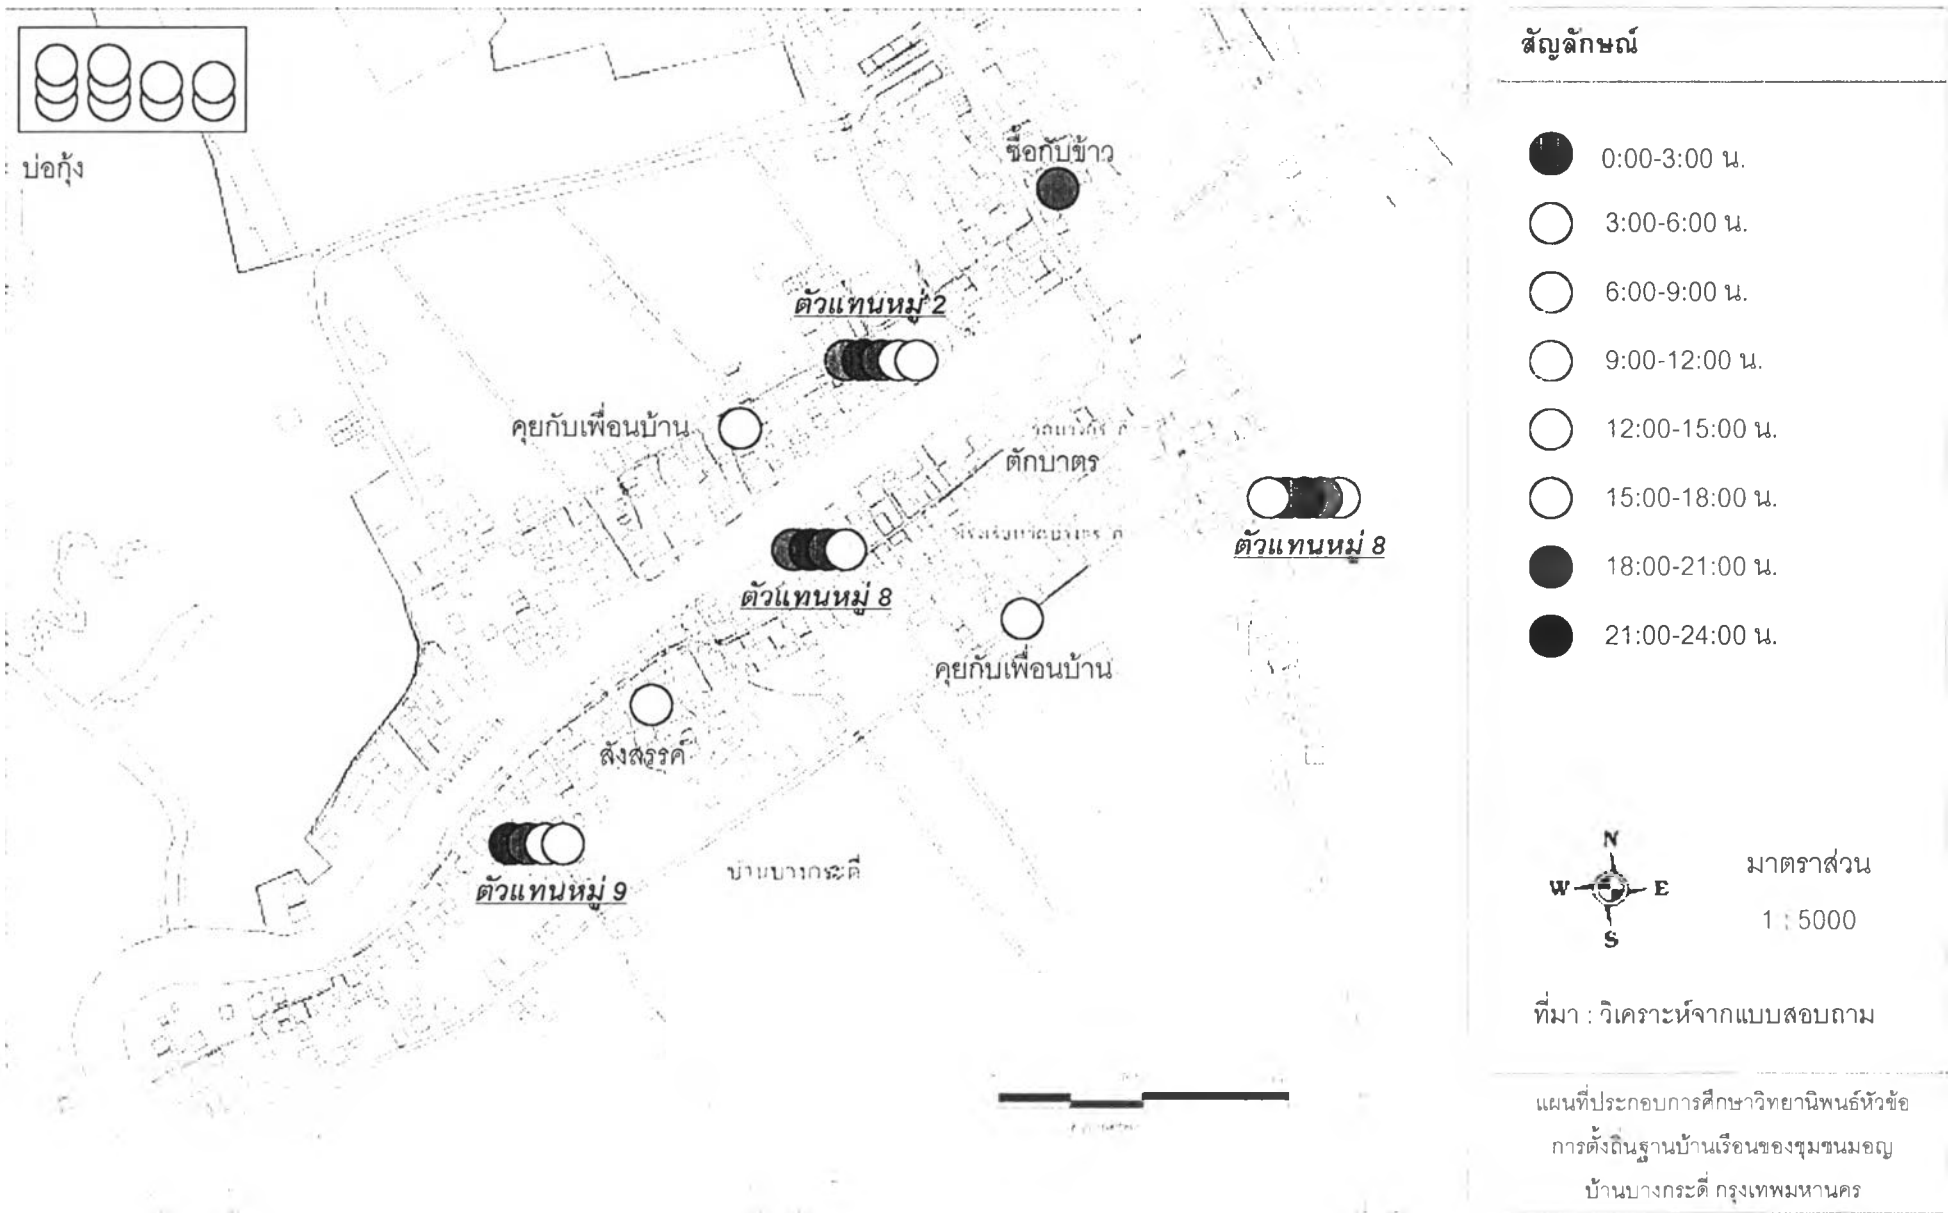 บ่อกุ้ง
ซื้อกับข้าว
ตัวแทนหมู่ 2
คุยกับเพื่อนบ้าน
ตักบาตร
ตัวแทนหมู่ 8
ตัวแทนหมู่ 8
คุยกับเพื่อนบ้าน
สังสรรค์
ตัวแทนหมู่ 9
บ้านบางกระดี่
สัญลักษณ์
0:00-3:00 น.
3:00-6:00 น.
6:00-9:00 น.
9:00-12:00 น.
12:00-15:00 น.
15:00-18:00 น.
18:00-21:00 น.
21:00-24:00 น.
N
W E
S
มาตราส่วน
1 : 5000
ที่มา : วิเคราะห์จากแบบสอบถาม
แผนที่ประกอบการศึกษาวิทยานิพนธ์หัวข้อ
การตั้งถิ่นฐานบ้านเรือนของชุมชนมอญ
บ้านบางกระดี่ กรุงเทพมหานคร